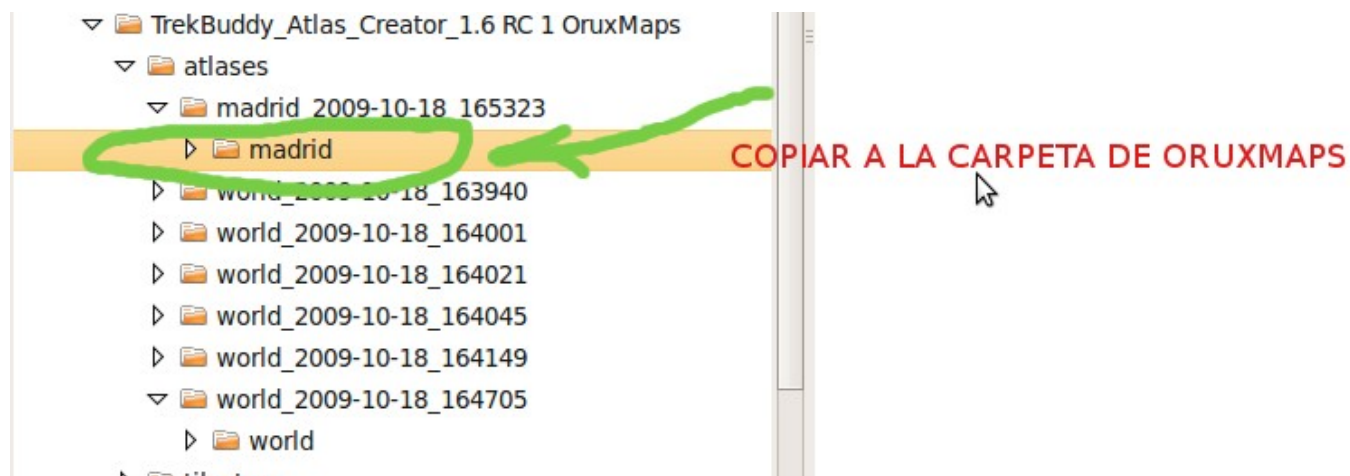 TrekBuddy_Atlas_Creator_1.6 RC 1 OruxMaps
atlases
madrid_2009-10-18_165323
madrid
COPIAR A LA CARPETA DE ORUXMAPS
world_2009-10-18_163940
world_2009-10-18_164001
world_2009-10-18_164021
world_2009-10-18_164045
world_2009-10-18_164149
world_2009-10-18_164705
world